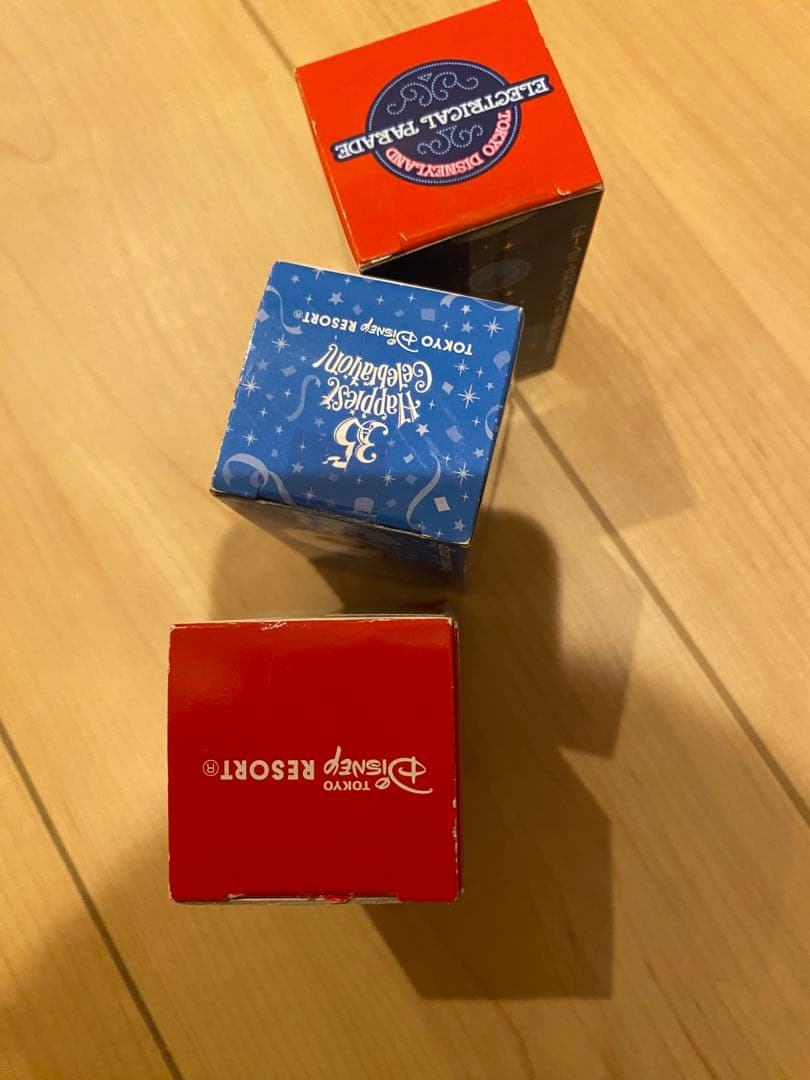 TOKYO DISNEYLAND
ELECTRICAL PARADE
35
Happiest
Celebration!
TOKYO Disney RESORT®
TOKYO
Disney RESORT®